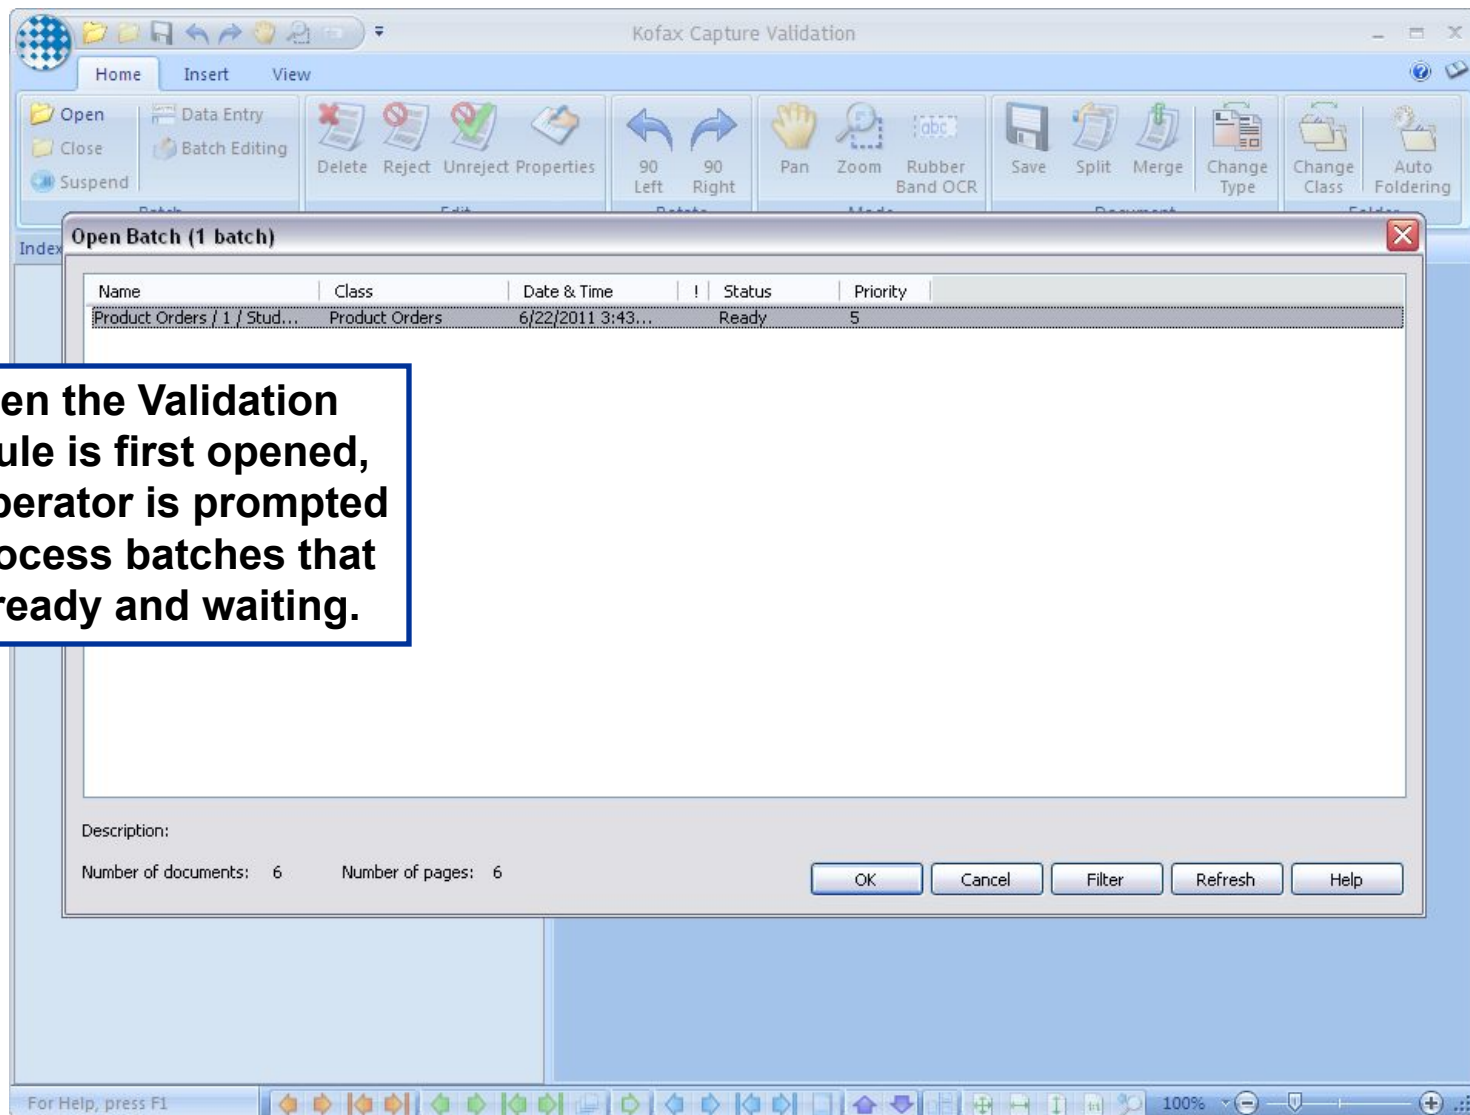 Kofax Capture Validation
Home Insert View
Open Data Entry
Close Batch Editing
Suspend
Delete Reject Unreject Properties
90 Left 90 Right
Pan Zoom Rubber Band OCR
Save Split Merge Change Type
Change Class Auto Foldering
Index
Open Batch (1 batch)
Name Class Date & Time ! Status Priority
Product Orders / 1 / Stud... Product Orders 6/22/2011 3:43... Ready 5
en the Validation
ule is first opened,
perator is prompted
ocess batches that
ready and waiting.
Description:
Number of documents: 6 Number of pages: 6
OK Cancel Filter Refresh Help
For Help, press F1 100%